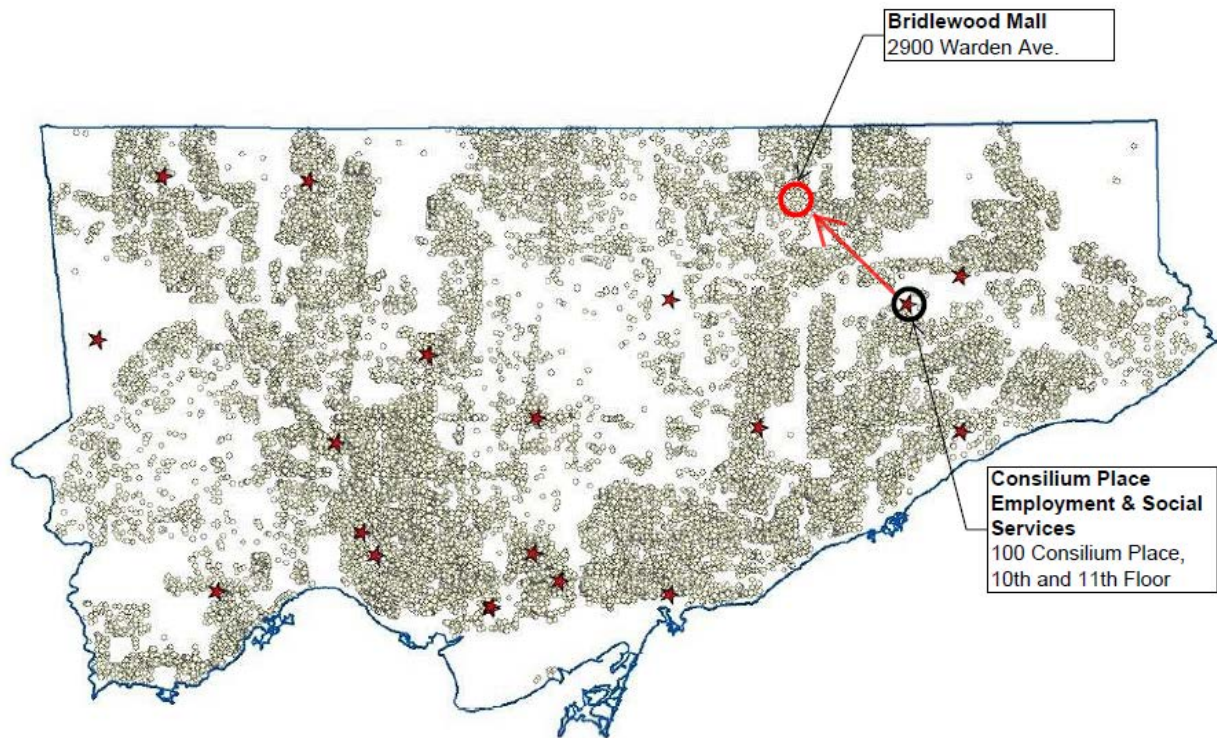 Bridlewood Mall
2900 Warden Ave.
Consilium Place
Employment & Social
Services
100 Consilium Place,
10th and 11th Floor